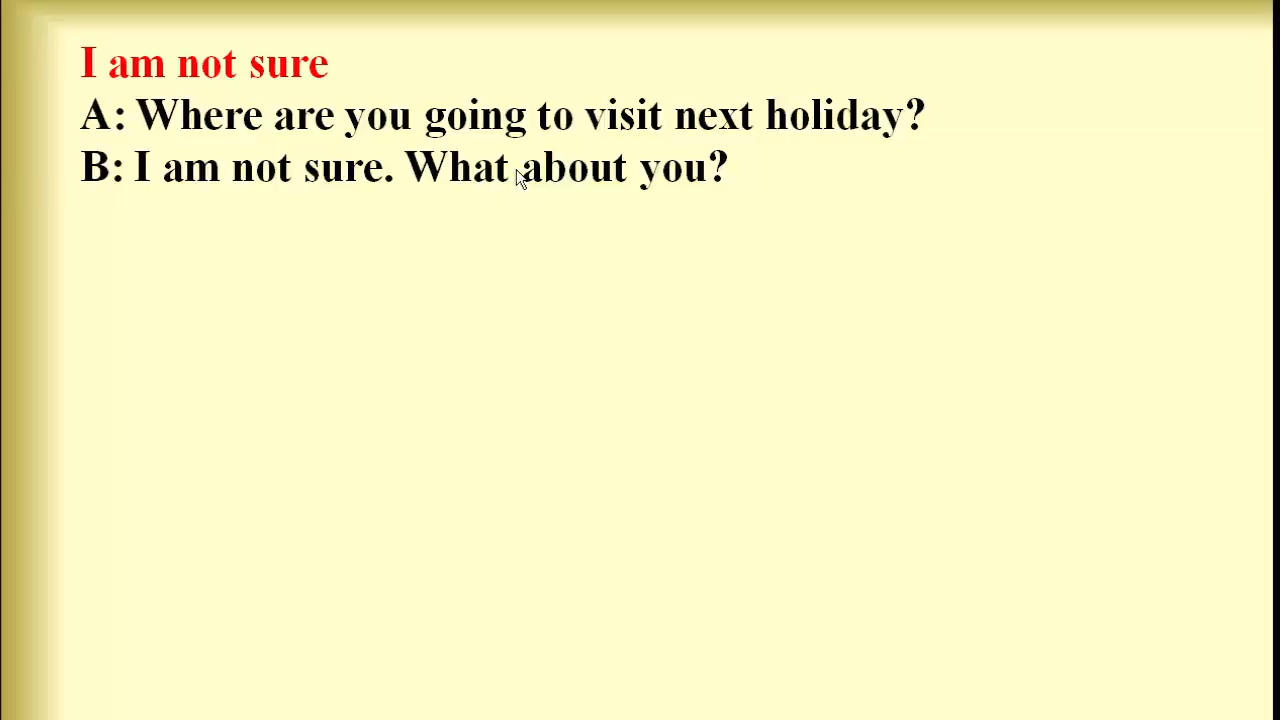 I am not sure
A: Where are you going to visit next holiday?
B: I am not sure. What about you?